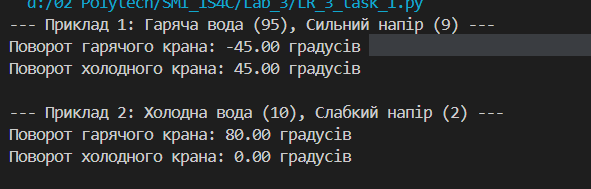 d:/02 Polytech/SMI_IS4C/Lab_3/LR_3_task_1.py
--- Приклад 1: Гаряча вода (95), Сильний напір (9) ---
Поворот гарячого крана: -45.00 градусів
Поворот холодного крана: 45.00 градусів
--- Приклад 2: Холодна вода (10), Слабкий напір (2) ---
Поворот гарячого крана: 80.00 градусів
Поворот холодного крана: 0.00 градусів